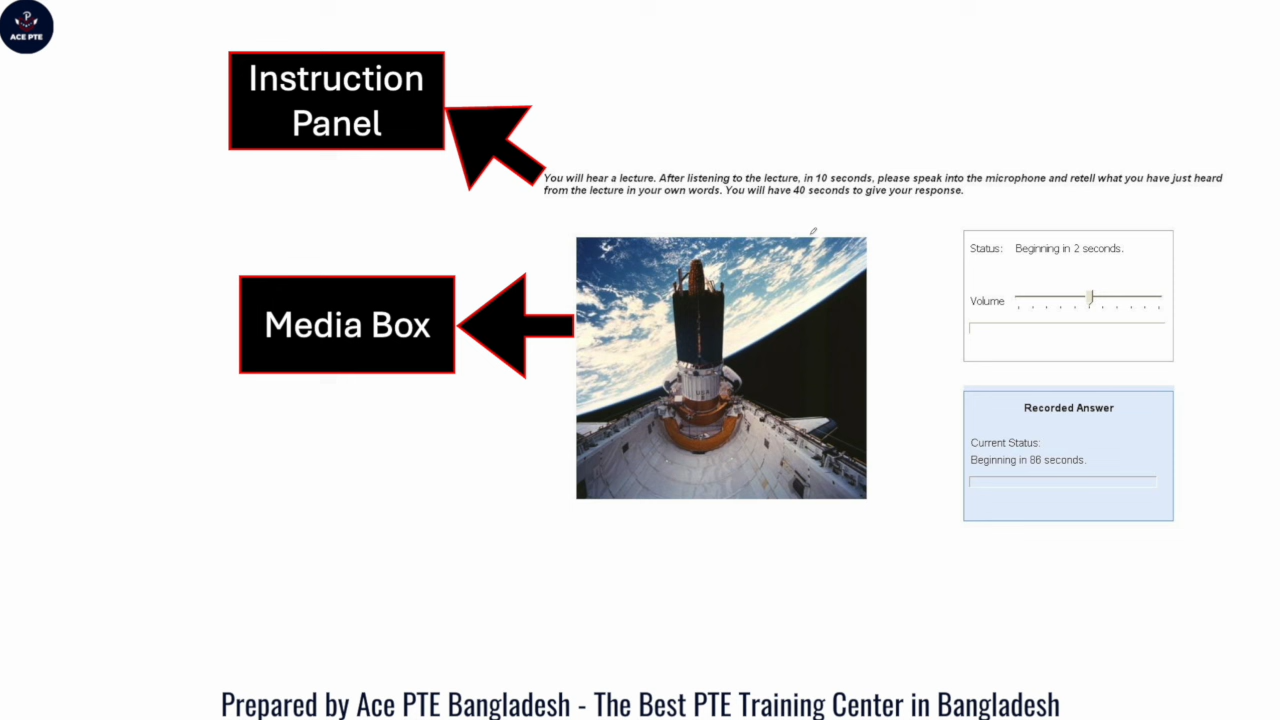 ACE PTE
Instruction
Panel
You will hear a lecture. After listening to the lecture, in 10 seconds, please speak into the microphone and retell what you have just heard
from the lecture in your own words. You will have 40 seconds to give your response.
Status: Beginning in 2 seconds.
Volume
Media Box
USA
Recorded Answer
Current Status:
Beginning in 86 seconds.
Prepared by Ace PTE Bangladesh - The Best PTE Training Center in Bangladesh